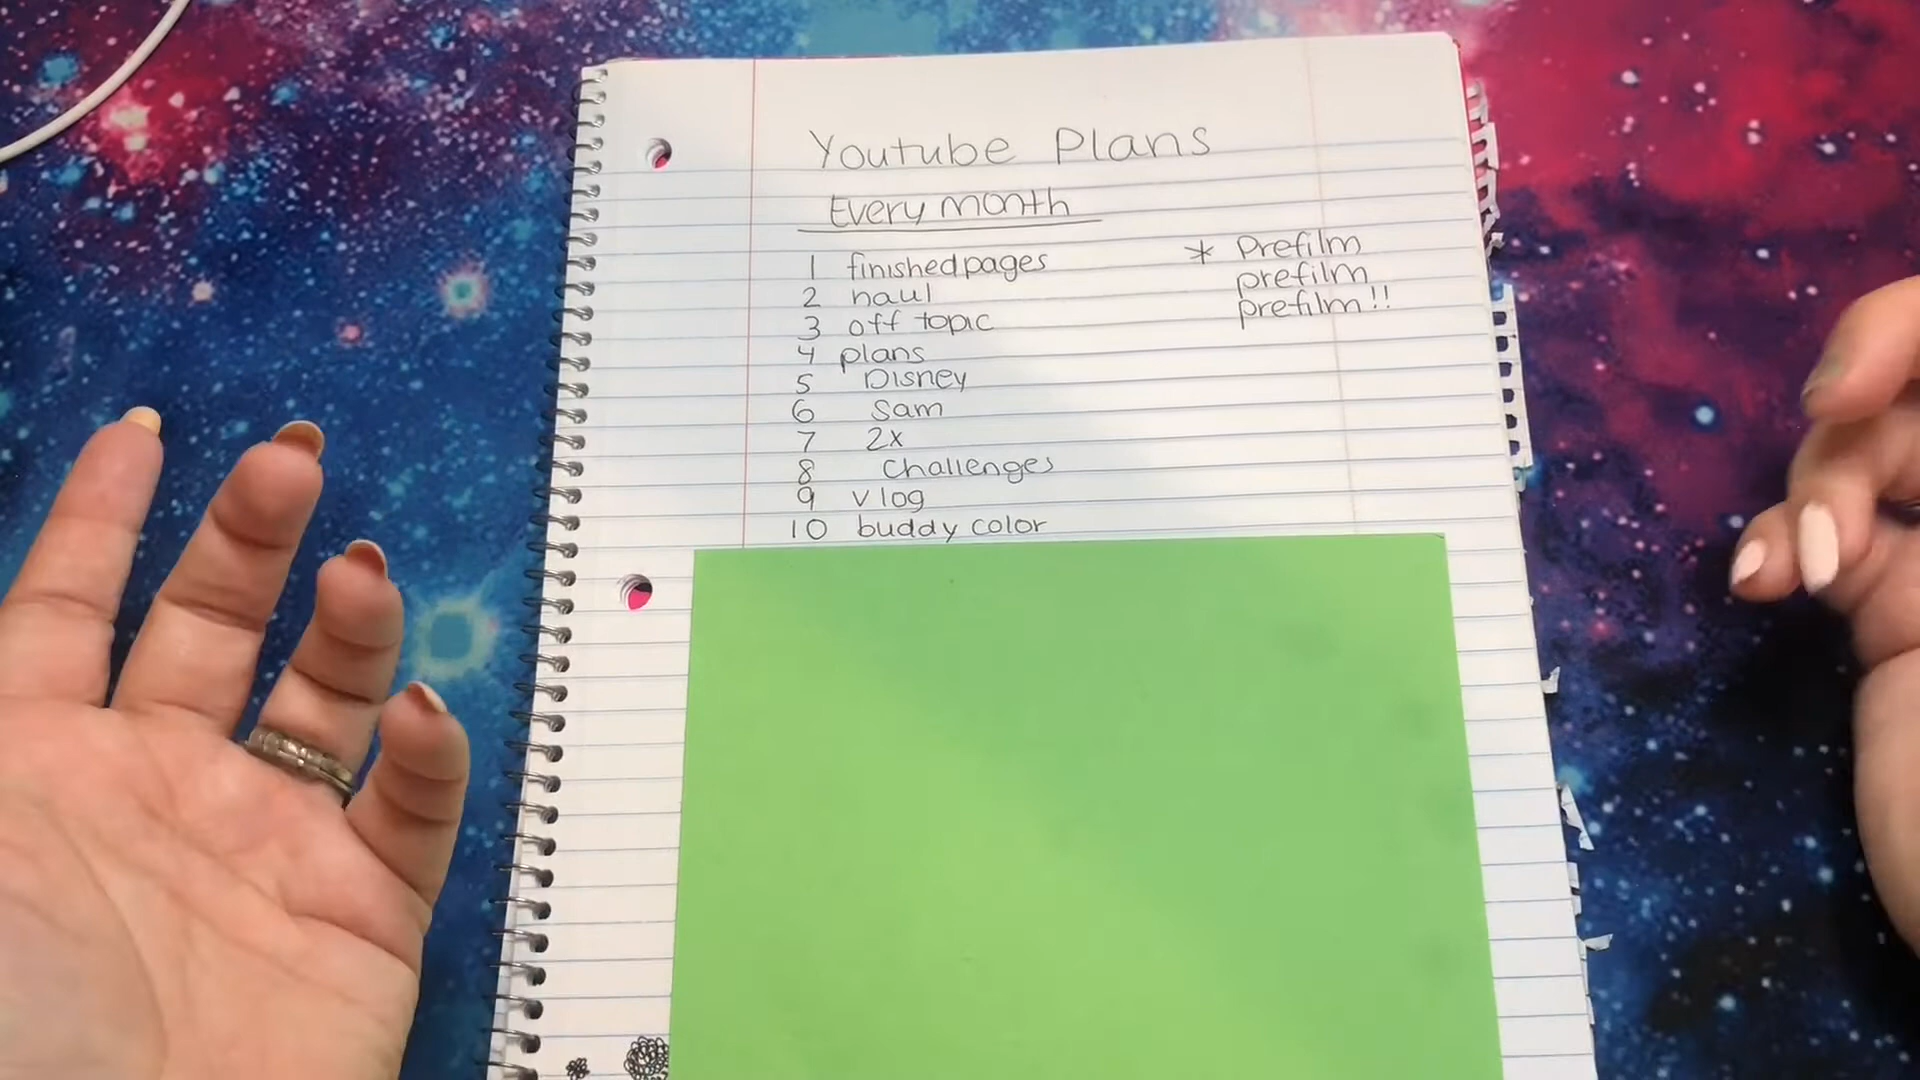 Youtube Plans
Every month
1 finished pages
2 haul
3 off topic
4 plans
5 Disney
6 Sam
7 2x
8 Challenges
9 vlog
10 buddy color
* Prefilm
prefilm
prefilm!!